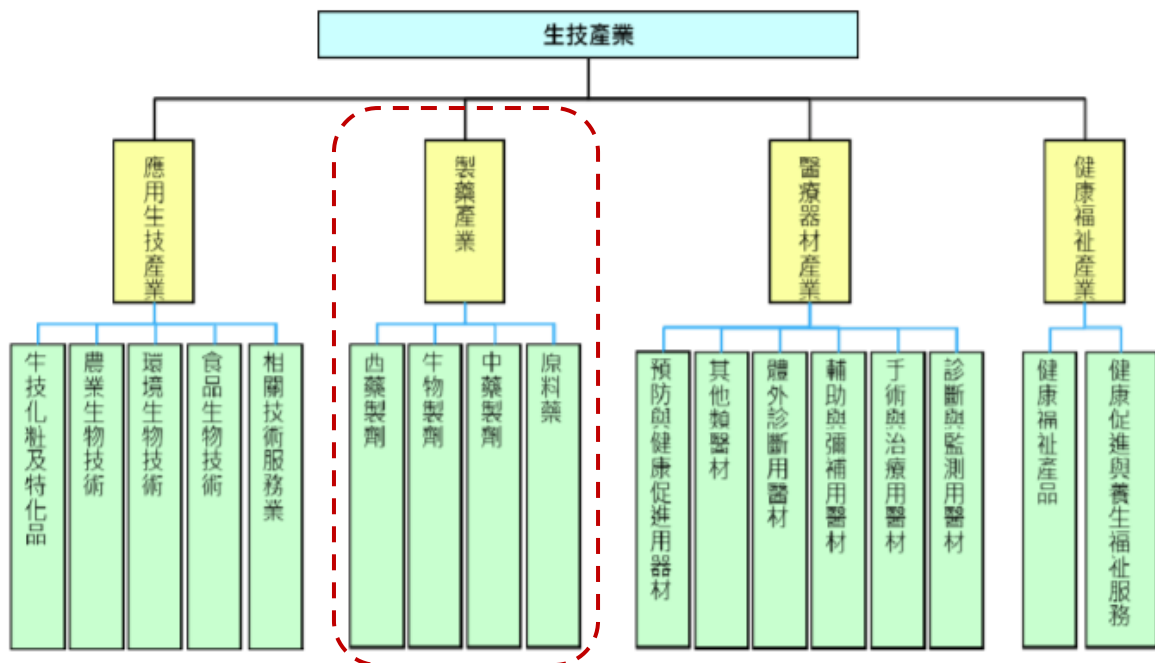 生技產業
應用生技產業
製藥產業
醫療器材產業
健康福祉產業
生技化粧及特化品
農業生物技術
環境生物技術
食品生物技術
相關技術服務業
西藥製劑
生物製劑
中藥製劑
原料藥
預防與健康促進用器材
其他類醫材
體外診斷用醫材
輔助與彌補用醫材
手術與治療用醫材
診斷與監測用醫材
健康福祉產品
健康促進與養生福祉服務